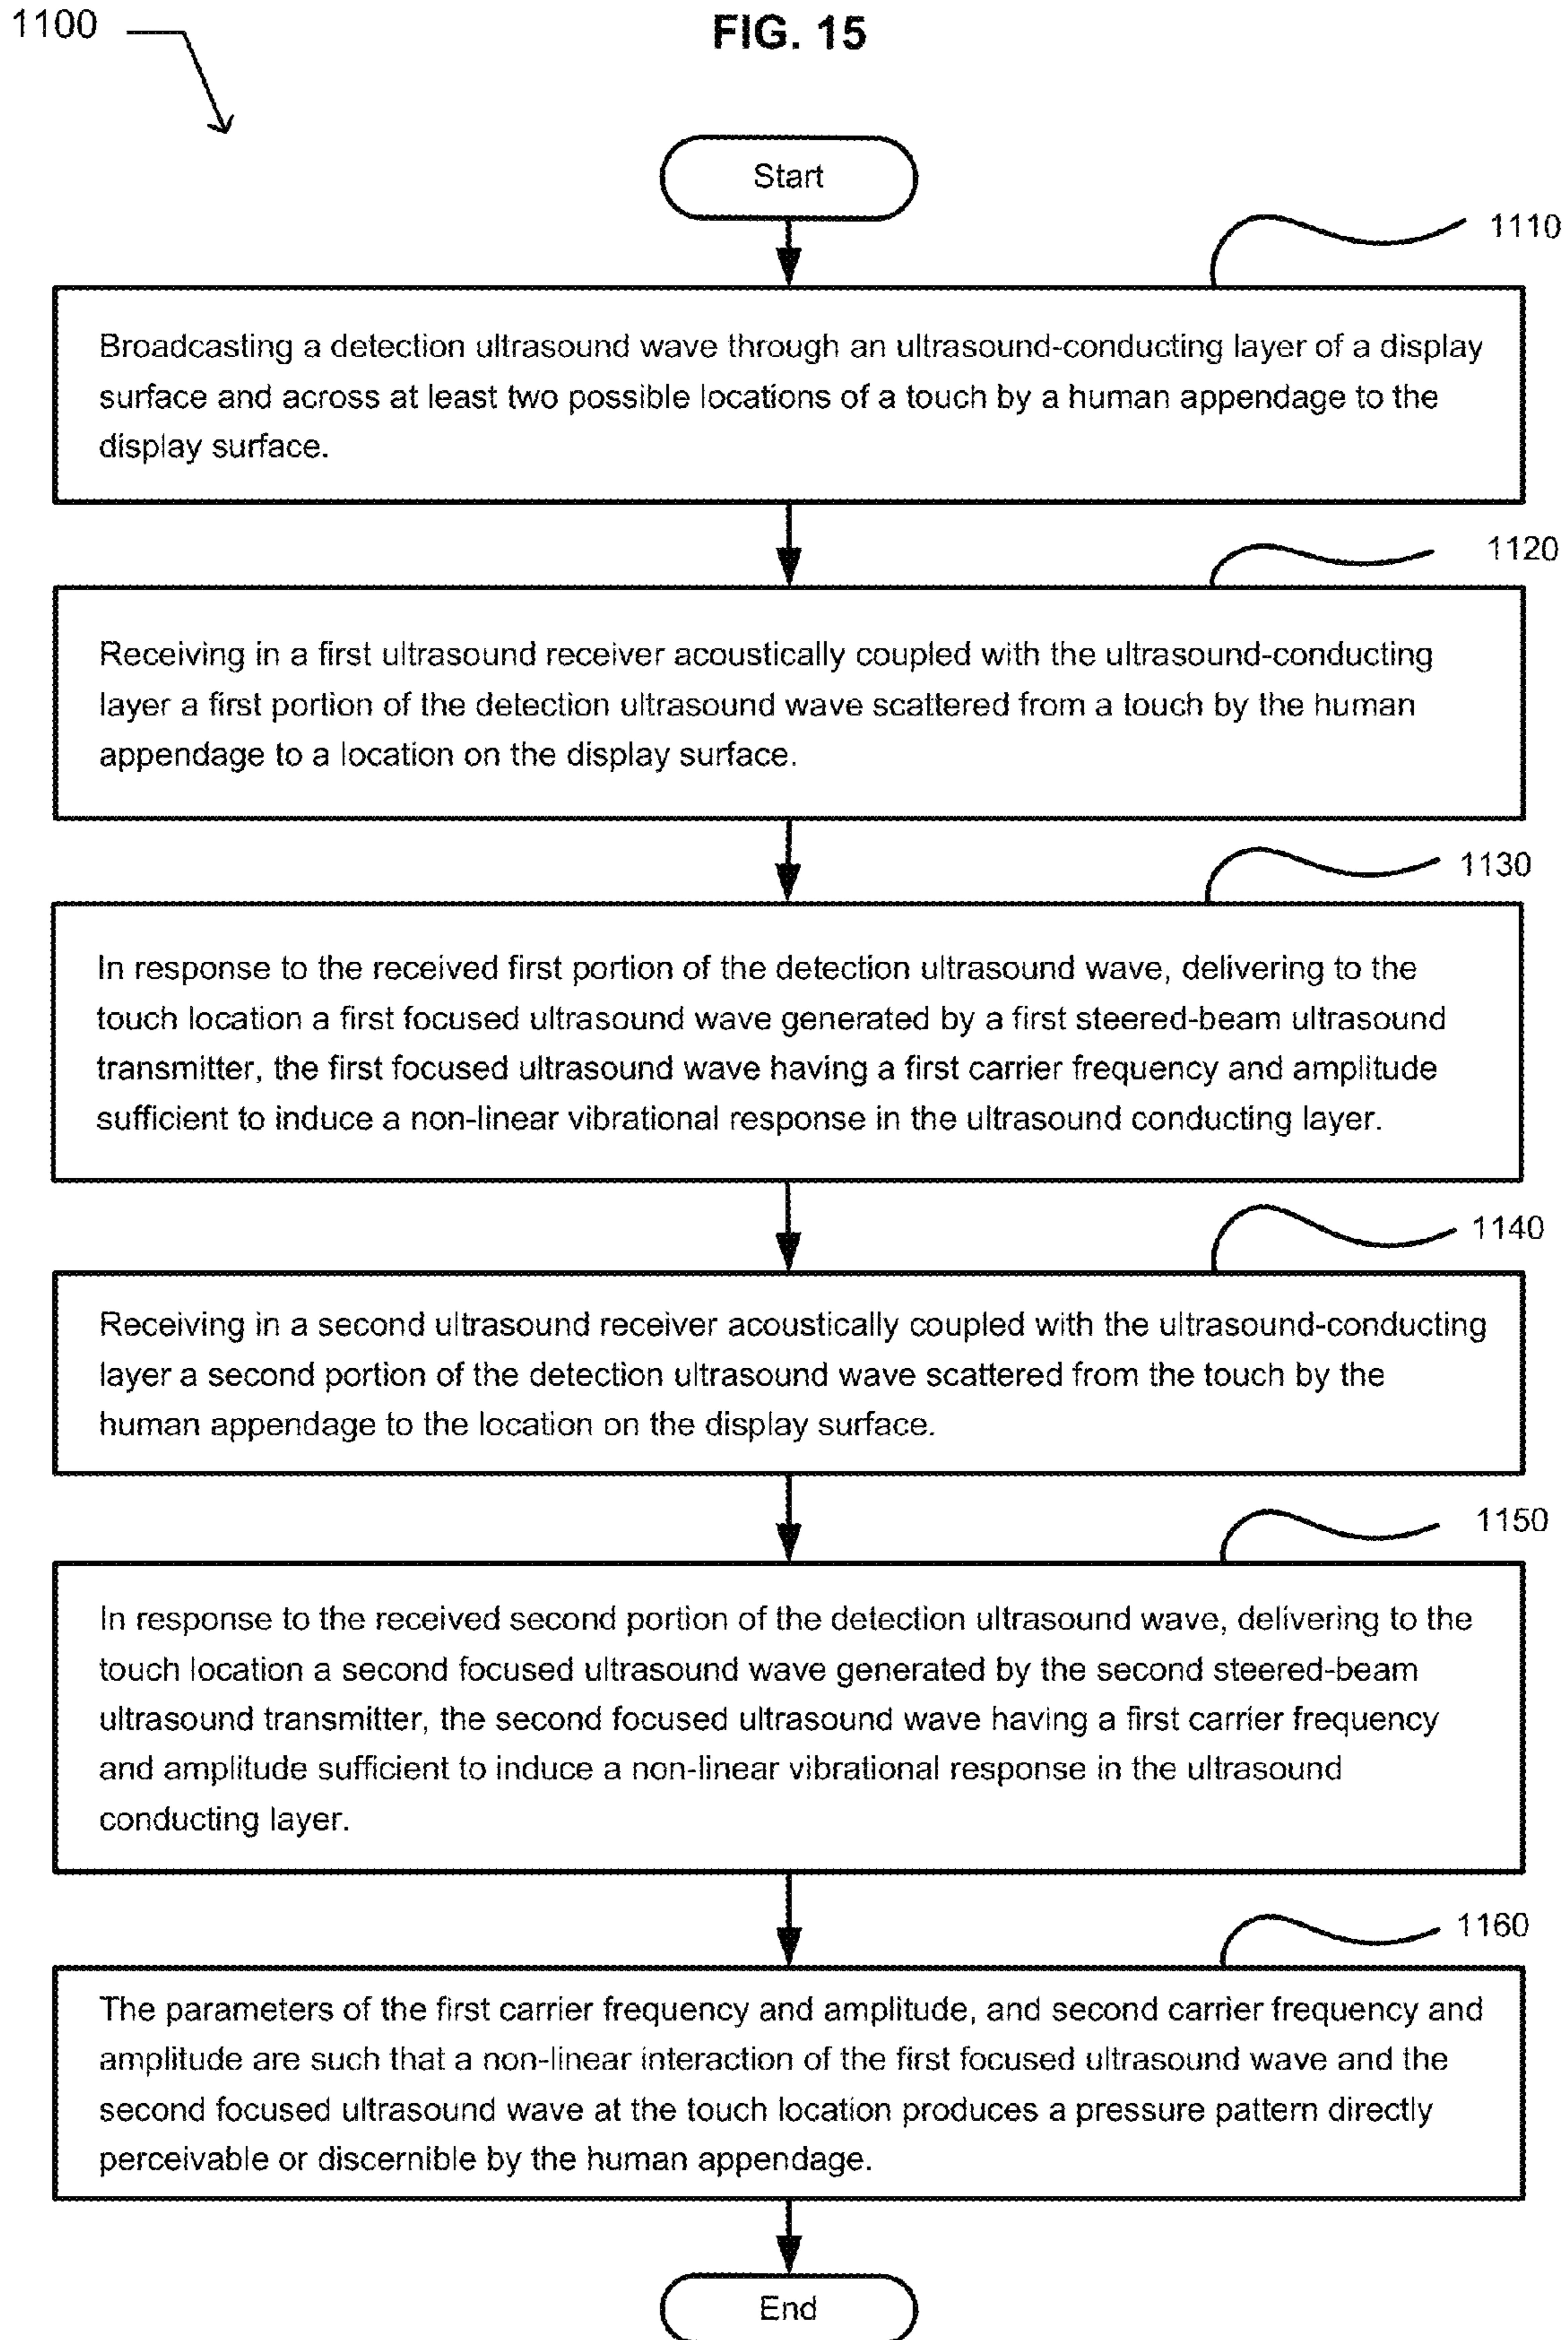 1100
FIG. 15
Start
1110
Broadcasting a detection ultrasound wave through an ultrasound-conducting layer of a display
surface and across at least two possible locations of a touch by a human appendage to the
display surface.
1120
Receiving in a first ultrasound receiver acoustically coupled with the ultrasound-conducting
layer a first portion of the detection ultrasound wave scattered from a touch by the human
appendage to a location on the display surface.
1130
In response to the received first portion of the detection ultrasound wave, delivering to the
touch location a first focused ultrasound wave generated by a first steered-beam ultrasound
transmitter, the first focused ultrasound wave having a first carrier frequency and amplitude
sufficient to induce a non-linear vibrational response in the ultrasound conducting layer.
1140
Receiving in a second ultrasound receiver acoustically coupled with the ultrasound-conducting
layer a second portion of the detection ultrasound wave scattered from the touch by the
human appendage to the location on the display surface.
1150
In response to the received second portion of the detection ultrasound wave, delivering to the
touch location a second focused ultrasound wave generated by the second steered-beam
ultrasound transmitter, the second focused ultrasound wave having a first carrier frequency
and amplitude sufficient to induce a non-linear vibrational response in the ultrasound
conducting layer.
1160
The parameters of the first carrier frequency and amplitude, and second carrier frequency and
amplitude are such that a non-linear interaction of the first focused ultrasound wave and the
second focused ultrasound wave at the touch location produces a pressure pattern directly
perceivable or discernible by the human appendage.
End